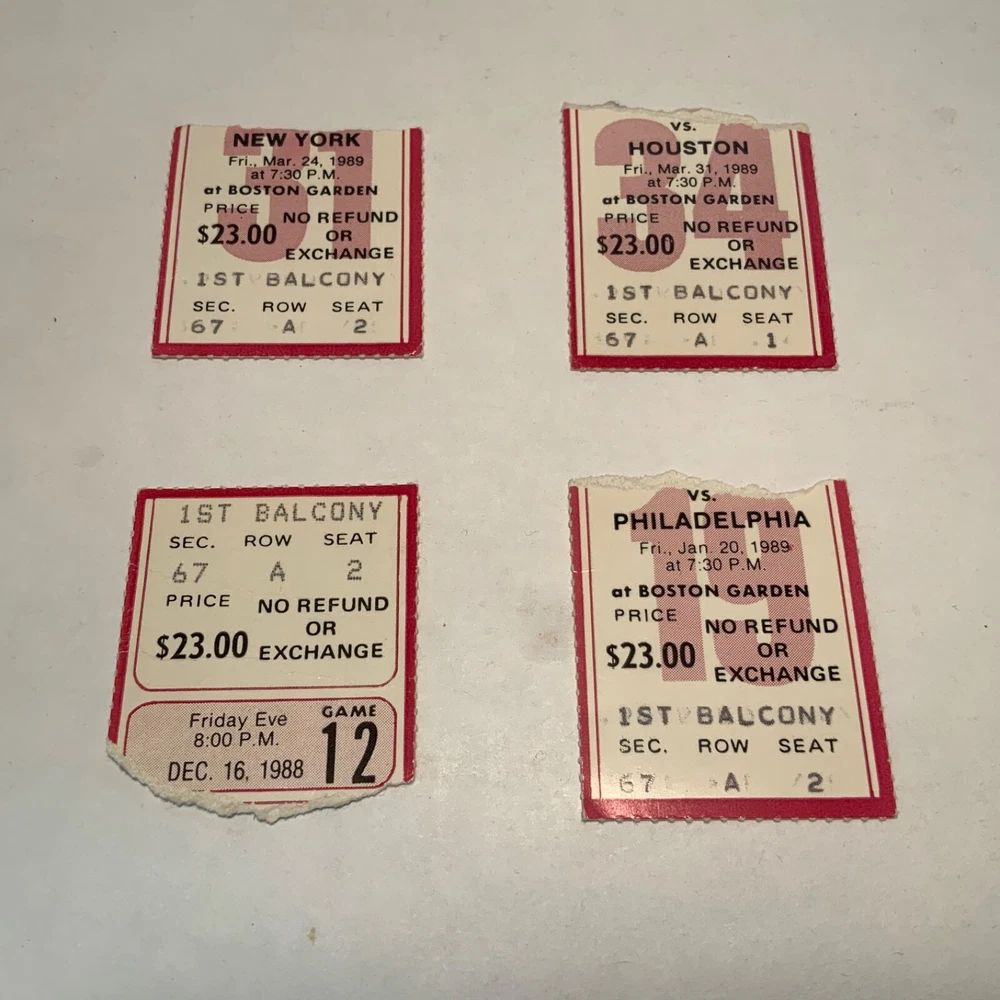 31
NEW YORK
Fri., Mar. 24, 1989
at 7:30 P.M.
at BOSTON GARDEN
PRICE NO REFUND
$23.00 OR
EXCHANGE
1ST BALCONY
SEC. ROW SEAT
67 A 2
34
VS.
HOUSTON
Fri., Mar. 31, 1989
at 7:30 P.M.
at BOSTON GARDEN
PRICE NO REFUND
$23.00 OR
EXCHANGE
1ST BALCONY
SEC. ROW SEAT
67 A 1
1ST BALCONY
SEC. ROW SEAT
67 A 2
PRICE NO REFUND
OR
$23.00 EXCHANGE
Friday Eve GAME
8:00 P.M. 12
DEC. 16, 1988
19
VS.
PHILADELPHIA
Fri., Jan. 20, 1989
at 7:30 P.M.
at BOSTON GARDEN
PRICE NO REFUND
$23.00 OR
EXCHANGE
1ST BALCONY
SEC. ROW SEAT
67 A 2